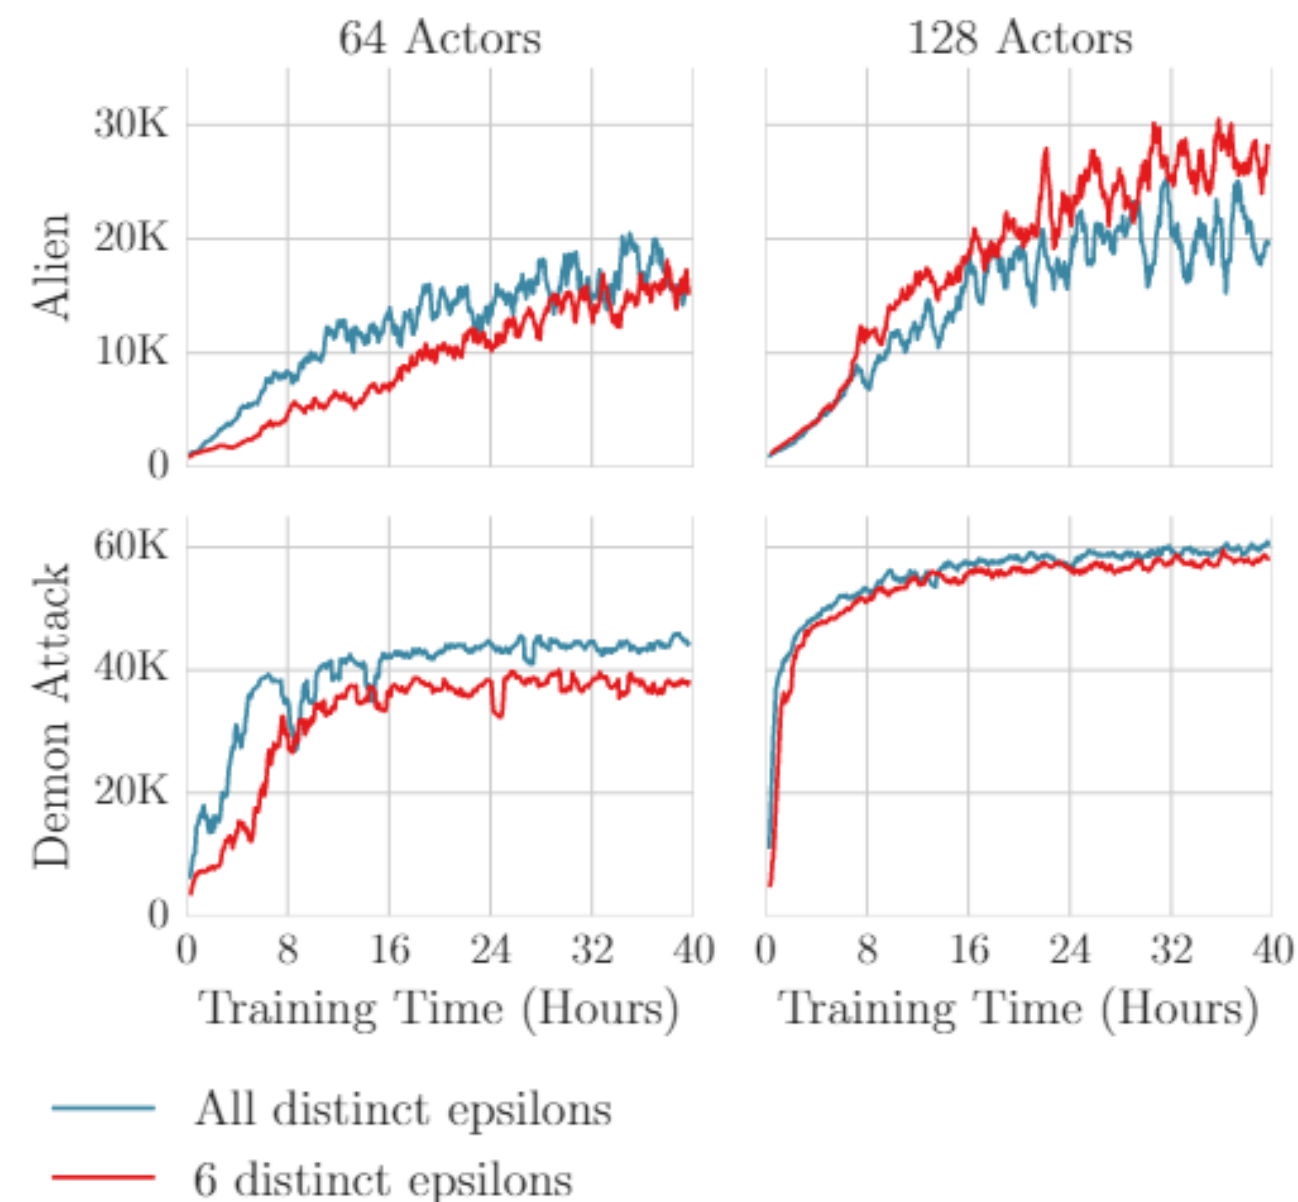 64 Actors 128 Actors
30K
20K
10K
0
Alien
60K
40K
20K
0
Demon Attack
0 8 16 24 32 40 0 8 16 24 32 40
Training Time (Hours) Training Time (Hours)
All distinct epsilons
6 distinct epsilons